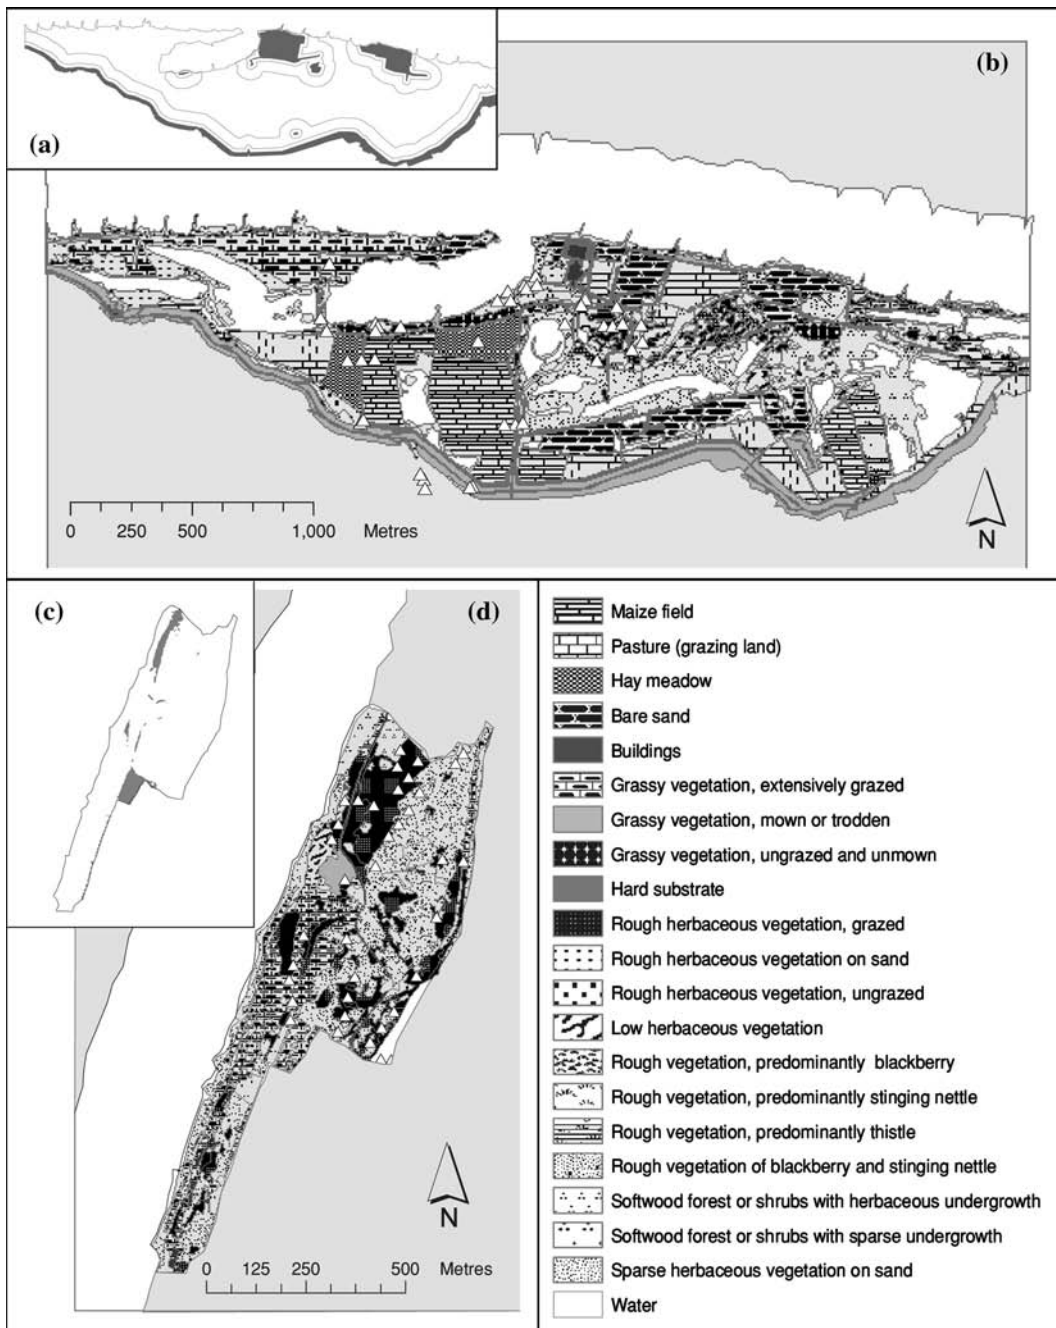 (a)
(b)
0 250 500 1,000 Metres
N
(c)
(d)
0 125 250 500 Metres
N
Maize field
Pasture (grazing land)
Hay meadow
Bare sand
Buildings
Grassy vegetation, extensively grazed
Grassy vegetation, mown or trodden
Grassy vegetation, ungrazed and unmown
Hard substrate
Rough herbaceous vegetation, grazed
Rough herbaceous vegetation on sand
Rough herbaceous vegetation, ungrazed
Low herbaceous vegetation
Rough vegetation, predominantly blackberry
Rough vegetation, predominantly stinging nettle
Rough vegetation, predominantly thistle
Rough vegetation of blackberry and stinging nettle
Softwood forest or shrubs with herbaceous undergrowth
Softwood forest or shrubs with sparse undergrowth
Sparse herbaceous vegetation on sand
Water